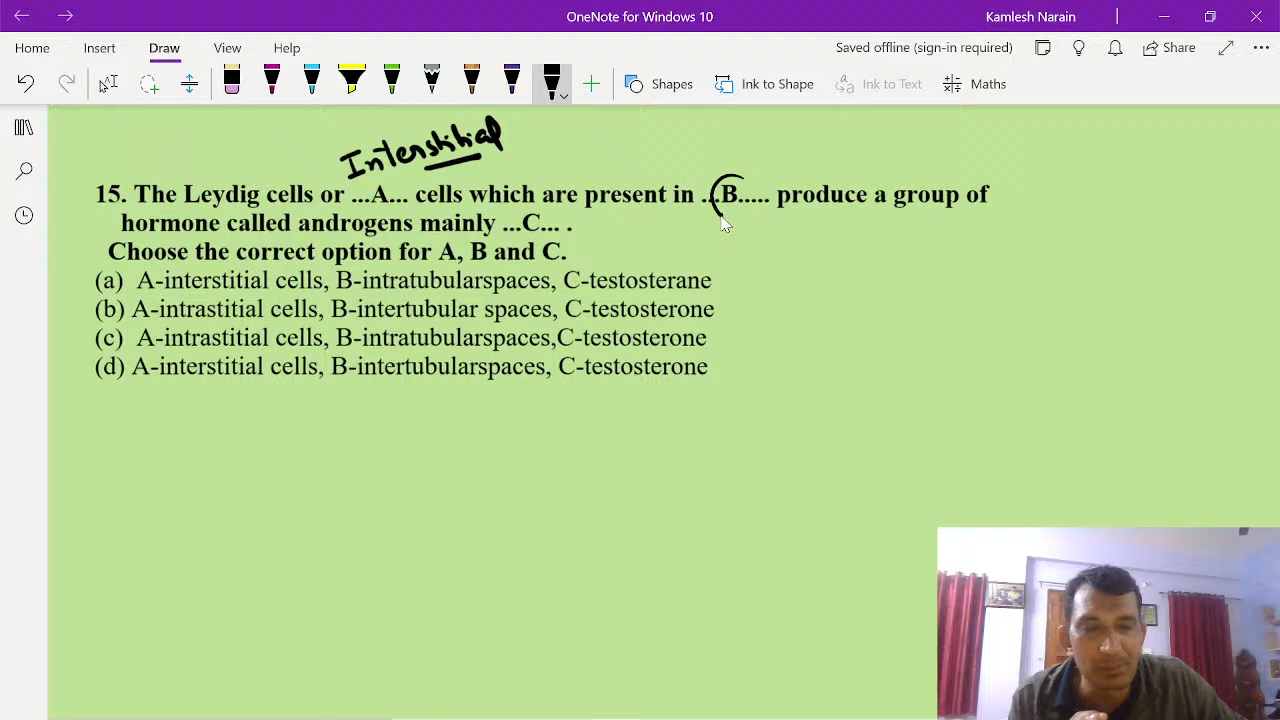 OneNote for Windows 10
Kamlesh Narain
Home Insert Draw View Help
Saved offline (sign-in required)
Share
Shapes
Ink to Shape
Ink to Text
Maths
Interstitial
15. The Leydig cells or ...A... cells which are present in ...B..... produce a group of
hormone called androgens mainly ...C... .
Choose the correct option for A, B and C.
(a) A-interstitial cells, B-intratubularspaces, C-testosterane
(b) A-intrastitial cells, B-intertubular spaces, C-testosterone
(c) A-intrastitial cells, B-intratubularspaces,C-testosterone
(d) A-interstitial cells, B-intertubularspaces, C-testosterone